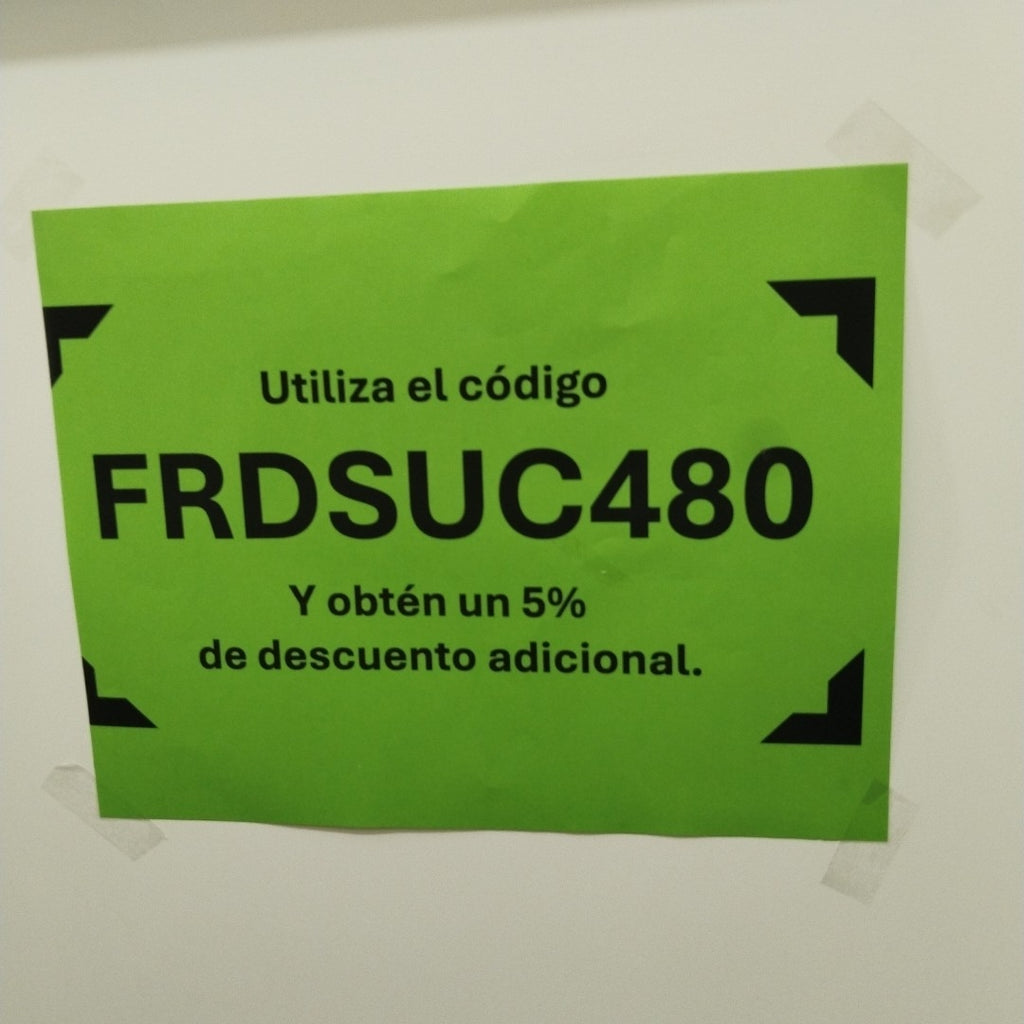 Utiliza el código
FRDSUC480
Y obtén un 5%
de descuento adicional.